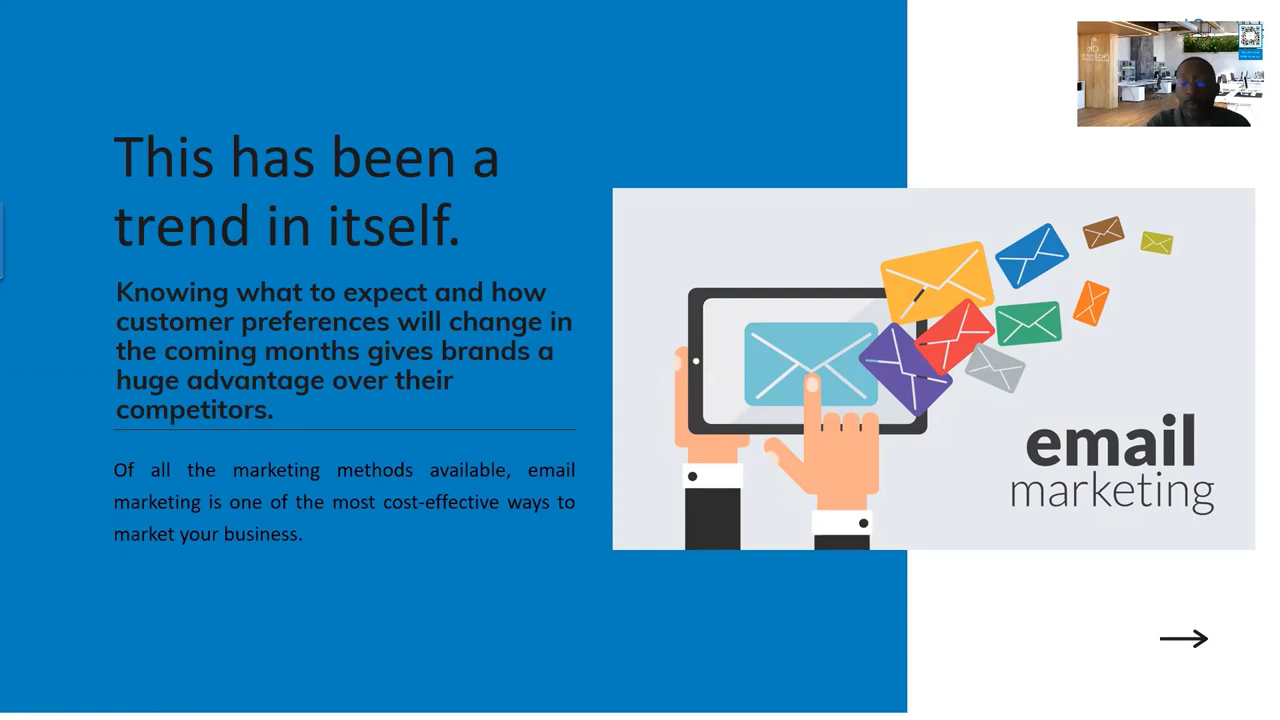 This has been a
trend in itself.
Knowing what to expect and how
customer preferences will change in
the coming months gives brands a
huge advantage over their
competitors.
Of all the marketing methods available, email
marketing is one of the most cost-effective ways to
market your business.
email
marketing